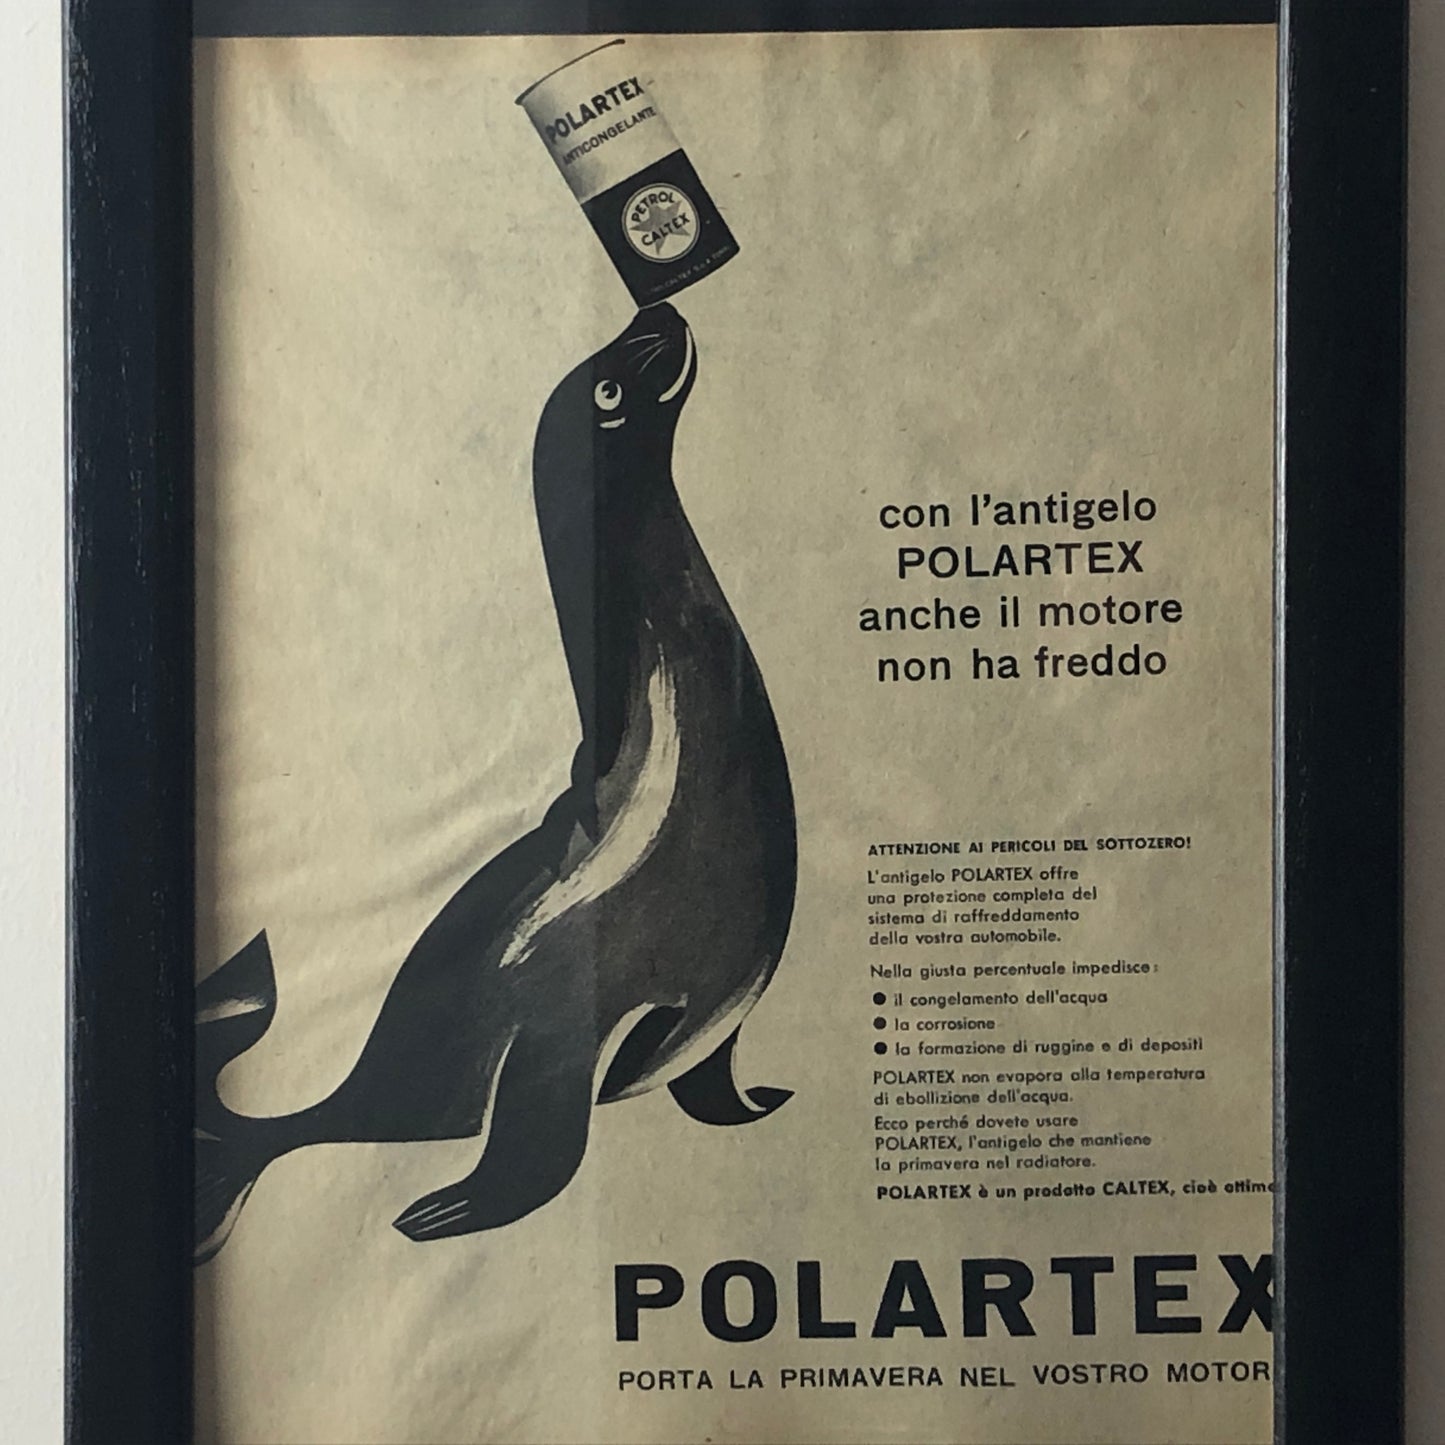 POLARTEX
ANTICONGELANTE
PETROL
CALTEX
con l'antigelo
POLARTEX
anche il motore
non ha freddo
ATTENZIONE AI PERICOLI DEL SOTTOZERO!
L'antigelo POLARTEX offre
una protezione completa del
sistema di raffreddamento
della vostra automobile.
Nella giusta percentuale impedisce:
● il congelamento dell'acqua
● la corrosione
● la formazione di ruggine e di depositi
POLARTEX non evapora alla temperatura
di ebollizione dell'acqua.
Ecco perché dovete usare
POLARTEX, l'antigelo che mantiene
la primavera nel radiatore.
POLARTEX è un prodotto CALTEX, cioè ottimo
POLARTEX
PORTA LA PRIMAVERA NEL VOSTRO MOTOR